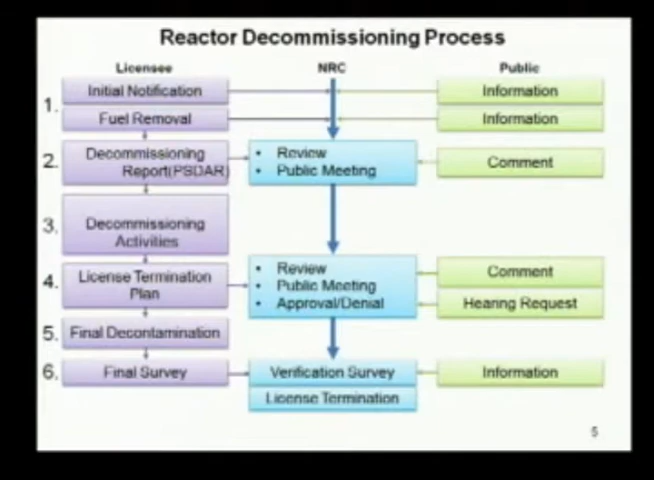 Reactor Decommissioning Process
Licensee
NRC
Public
1.
Initial Notification
Information
Fuel Removal
Information
2.
Decommissioning
Report(PSDAR)
• Review
• Public Meeting
Comment
3.
Decommissioning
Activities
4.
License Termination
Plan
• Review
• Public Meeting
• Approval/Denial
Comment
Hearing Request
5.
Final Decontamination
6.
Final Survey
Verification Survey
Information
License Termination
5